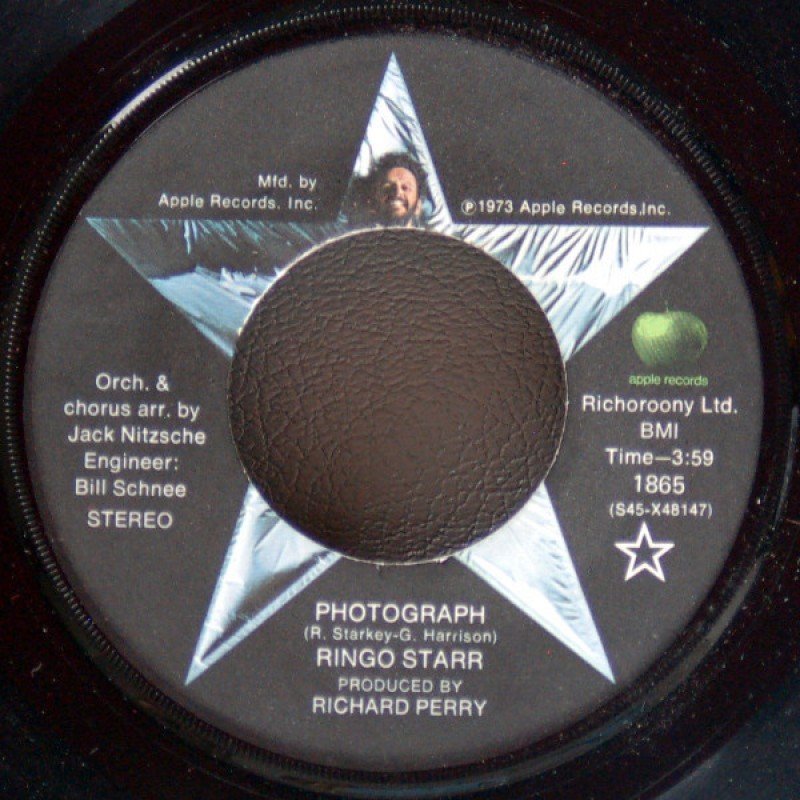 Mfd. by
Apple Records. Inc.
℗1973 Apple Records,Inc.
apple records
Orch. &
chorus arr. by
Jack Nitzsche
Engineer:
Bill Schnee
STEREO
Richoroony Ltd.
BMI
Time—3:59
1865
(S45-X48147)
PHOTOGRAPH
(R. Starkey-G. Harrison)
RINGO STARR
PRODUCED BY
RICHARD PERRY